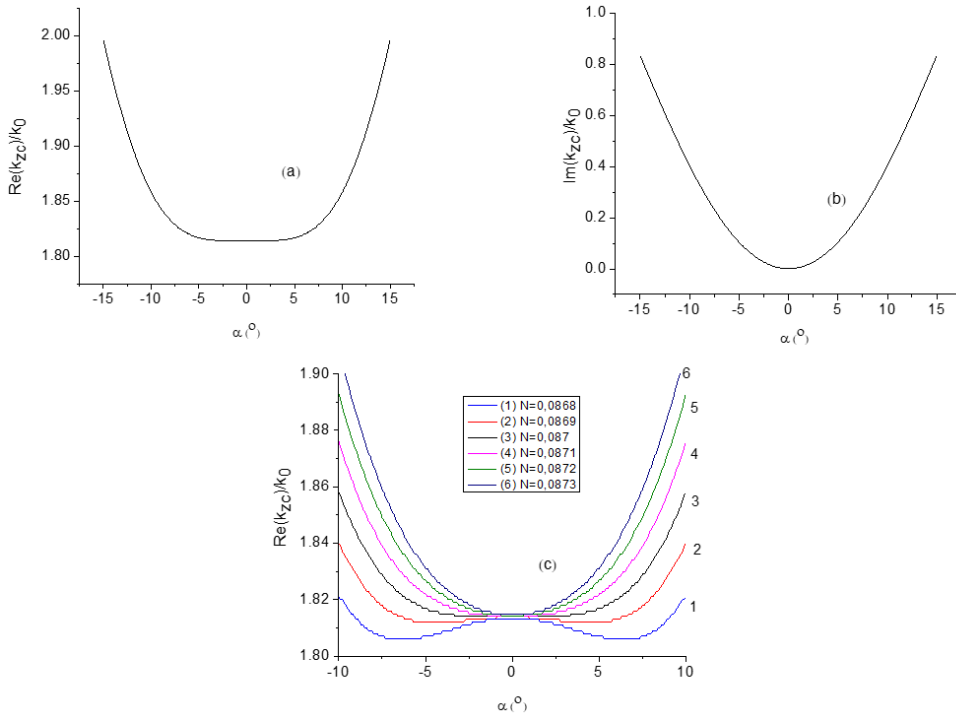 2.00
1.95
1.90
1.85
1.80
Re(kzc)/k0
(a)
-15 -10 -5 0 5 10 15
α (o)
1.0
0.8
0.6
0.4
0.2
0.0
Im(kzc)/k0
(b)
-15 -10 -5 0 5 10 15
α (o)
1.90
1.88
1.86
1.84
1.82
1.80
Re(kzc)/k0
(1) N=0,0868
(2) N=0,0869
(3) N=0,087
(4) N=0,0871
(5) N=0,0872
(6) N=0,0873
(c)
6
5
4
3
2
1
-10 -5 0 5 10
α (o)